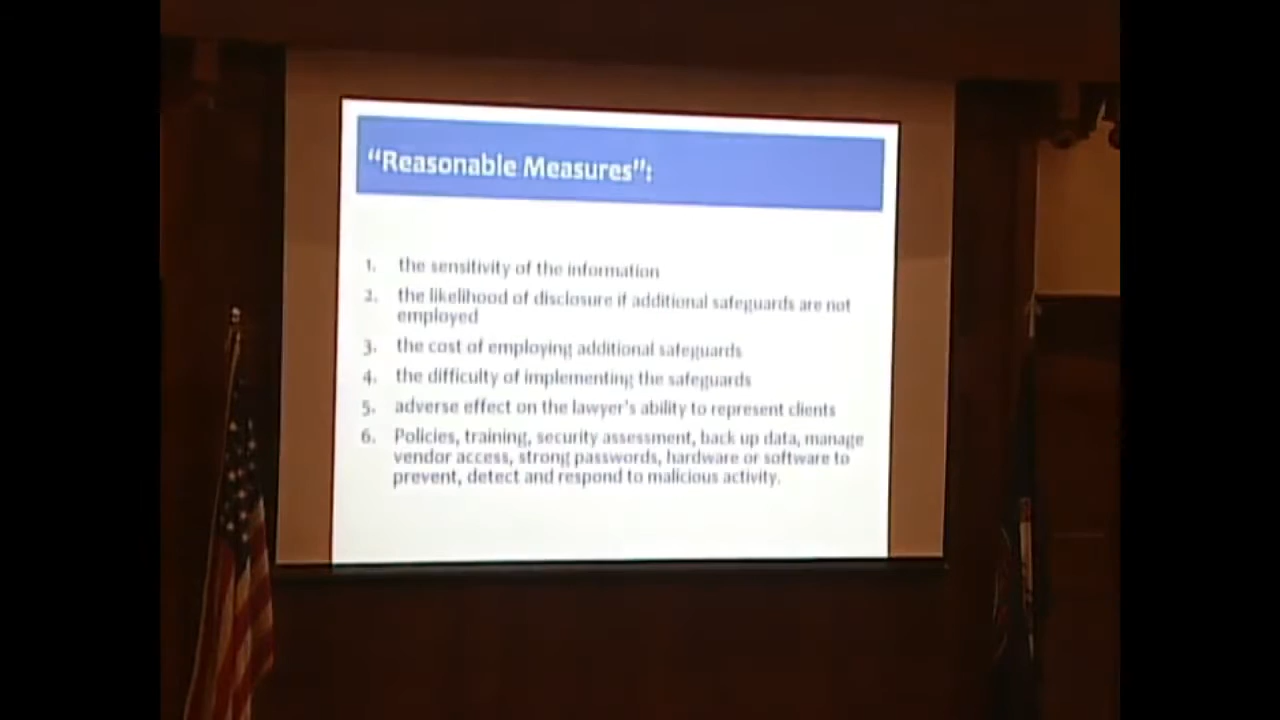 “Reasonable Measures”:
1. the sensitivity of the information
2. the likelihood of disclosure if additional safeguards are not
employed
3. the cost of employing additional safeguards
4. the difficulty of implementing the safeguards
5. adverse effect on the lawyer's ability to represent clients
6. Policies, training, security assessment, back up data, manage
vendor access, strong passwords, hardware or software to
prevent, detect and respond to malicious activity.